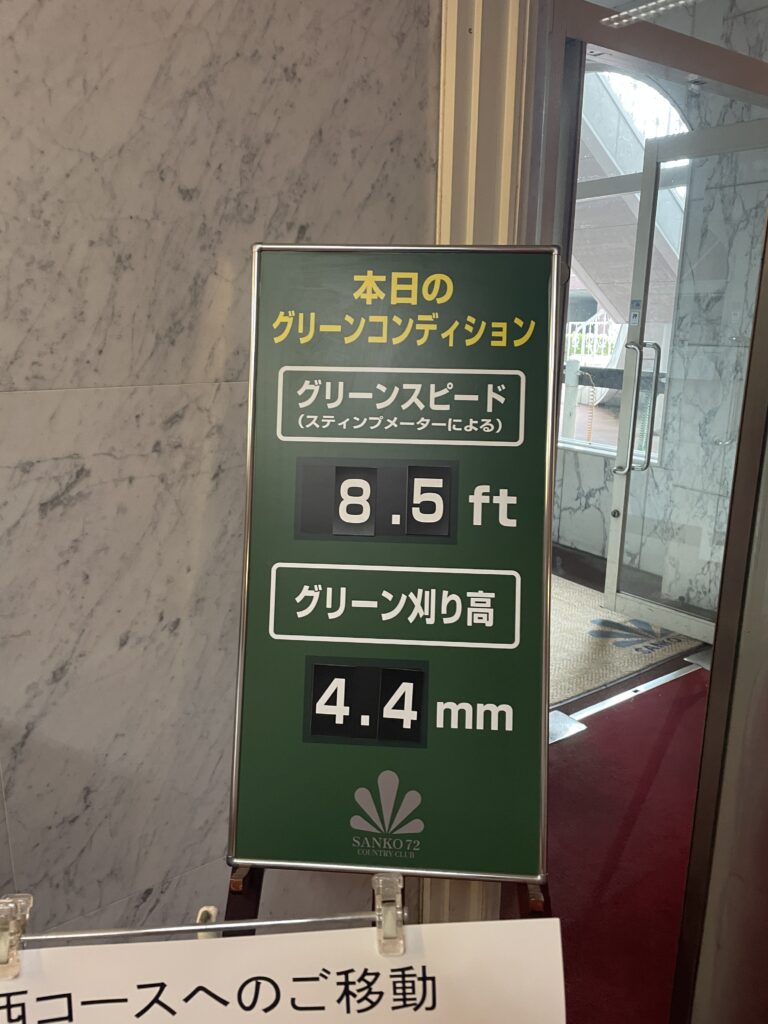 本日の
グリーンコンディション
グリーンスピード
（スティンプメーターによる）
8.5 ft
グリーン刈り高
4.4 mm
SANKO 72
COUNTRY CLUB
SANKO
西コースへのご移動